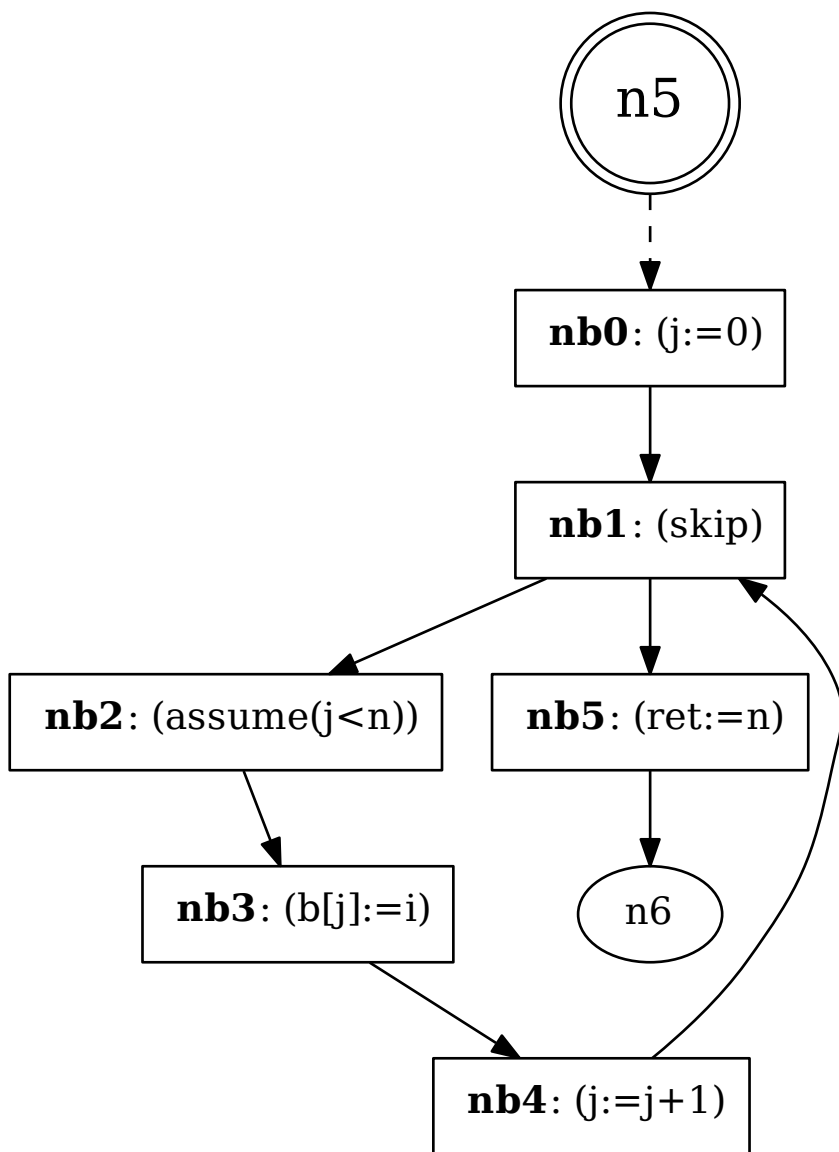 n5
nb0: (j:=0)
nb1: (skip)
nb2: (assume(j<n))
nb5: (ret:=n)
nb3: (b[j]:=i)
n6
nb4: (j:=j+1)